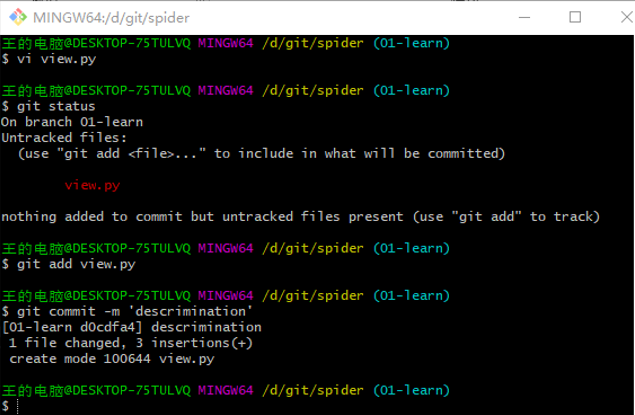 MINGW64:/d/git/spider
王的电脑@DESKTOP-75TULVQ MINGW64 /d/git/spider (01-learn)
$ vi view.py
王的电脑@DESKTOP-75TULVQ MINGW64 /d/git/spider (01-learn)
$ git status
On branch 01-learn
Untracked files:
(use "git add <file>..." to include in what will be committed)
view.py
nothing added to commit but untracked files present (use "git add" to track)
王的电脑@DESKTOP-75TULVQ MINGW64 /d/git/spider (01-learn)
$ git add view.py
王的电脑@DESKTOP-75TULVQ MINGW64 /d/git/spider (01-learn)
$ git commit -m 'descrimination'
[01-learn d0cdfa4] descrimination
1 file changed, 3 insertions(+)
create mode 100644 view.py
王的电脑@DESKTOP-75TULVQ MINGW64 /d/git/spider (01-learn)
$